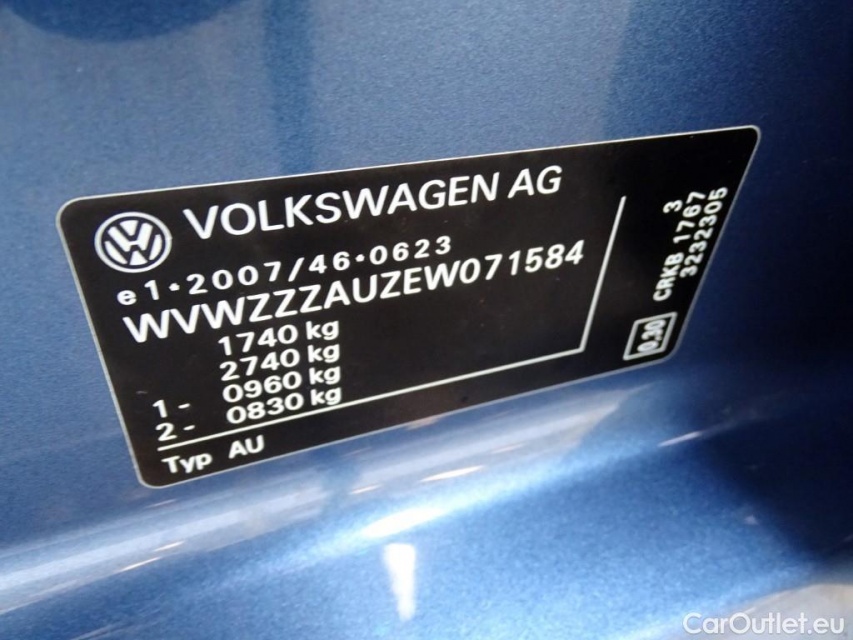 VOLKSWAGEN AG
e1•2007/46•0623
WVWZZZAUZEW071584
1740 kg
2740 kg
1- 0960 kg
2- 0830 kg
Typ AU
3
CRKB 1767
3232305
0.30
CarOutlet.eu